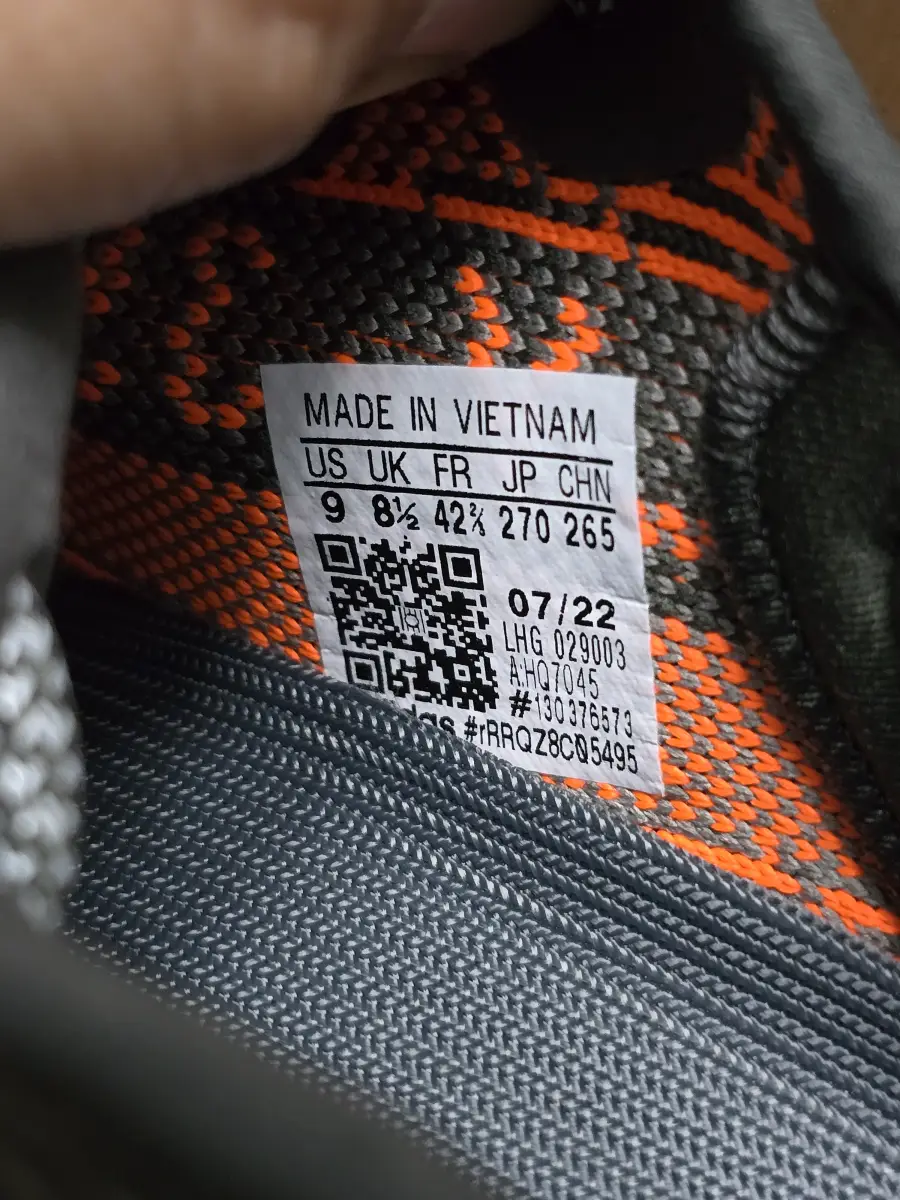 MADE IN VIETNAM
US UK FR JP CHN
9 8½ 42⅔ 270 265
07/22
LHG 029003
A:HQ7045
#130376573
#rRRQZ8C05495